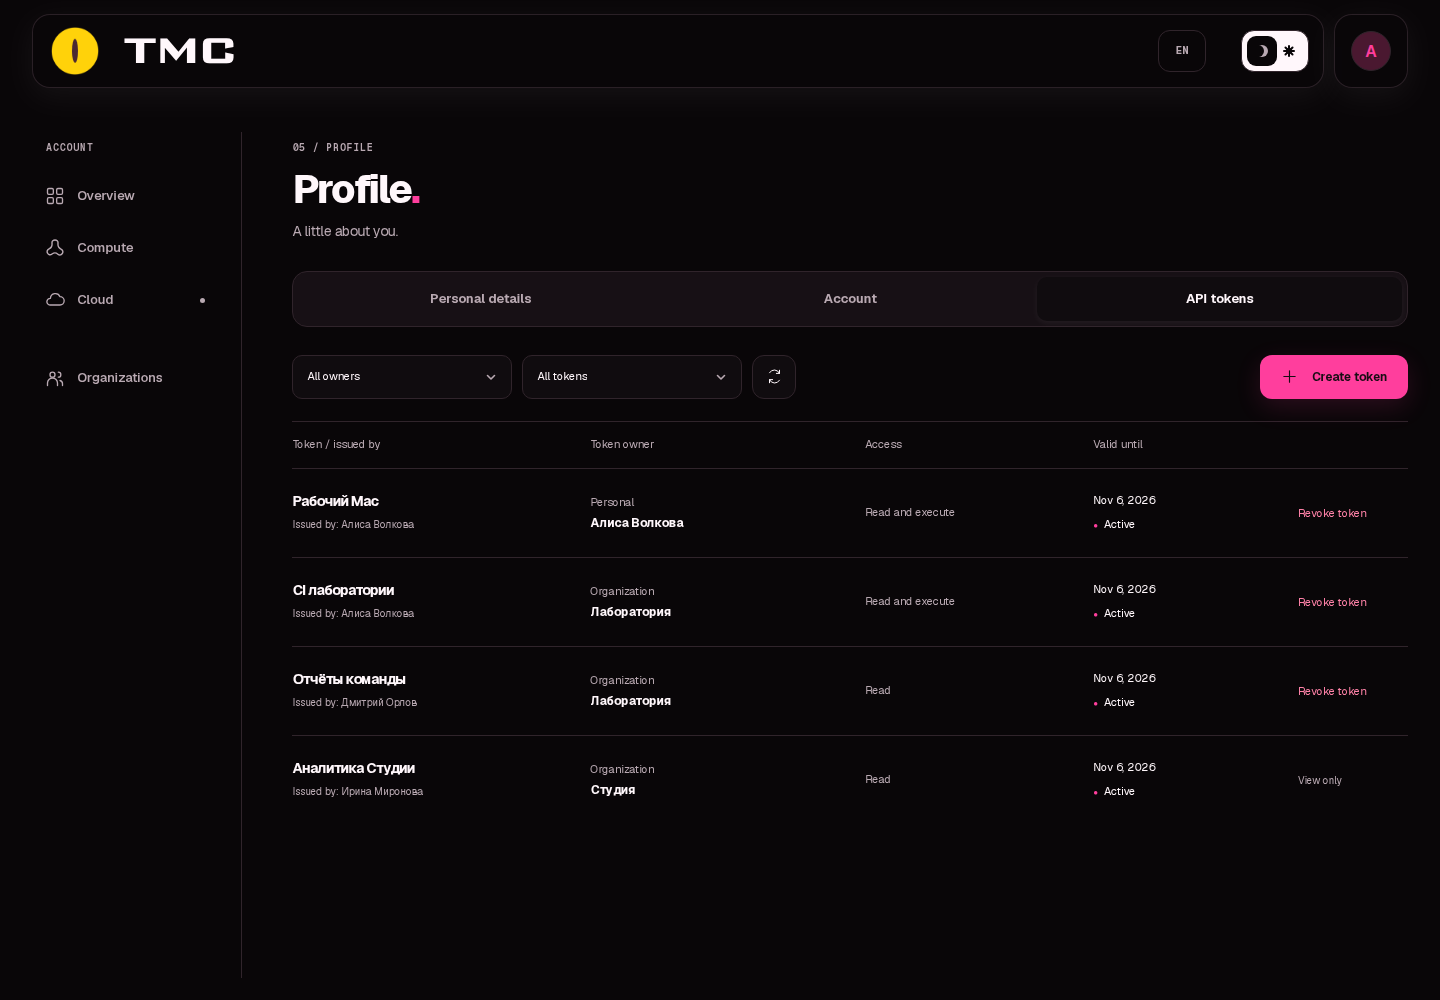 TMC
EN
A
ACCOUNT
Overview
Compute
Cloud
Organizations
05 / PROFILE
Profile.
A little about you.
Personal details
Account
API tokens
All owners
All tokens
Create token
Token / issued by
Token owner
Access
Valid until
Рабочий Mac
Issued by: Алиса Волкова
Personal
Алиса Волкова
Read and execute
Nov 6, 2026
Active
Revoke token
CI лаборатории
Issued by: Алиса Волкова
Organization
Лаборатория
Read and execute
Nov 6, 2026
Active
Revoke token
Отчёты команды
Issued by: Дмитрий Орлов
Organization
Лаборатория
Read
Nov 6, 2026
Active
Revoke token
Аналитика Студии
Issued by: Ирина Миронова
Organization
Студия
Read
Nov 6, 2026
Active
View only